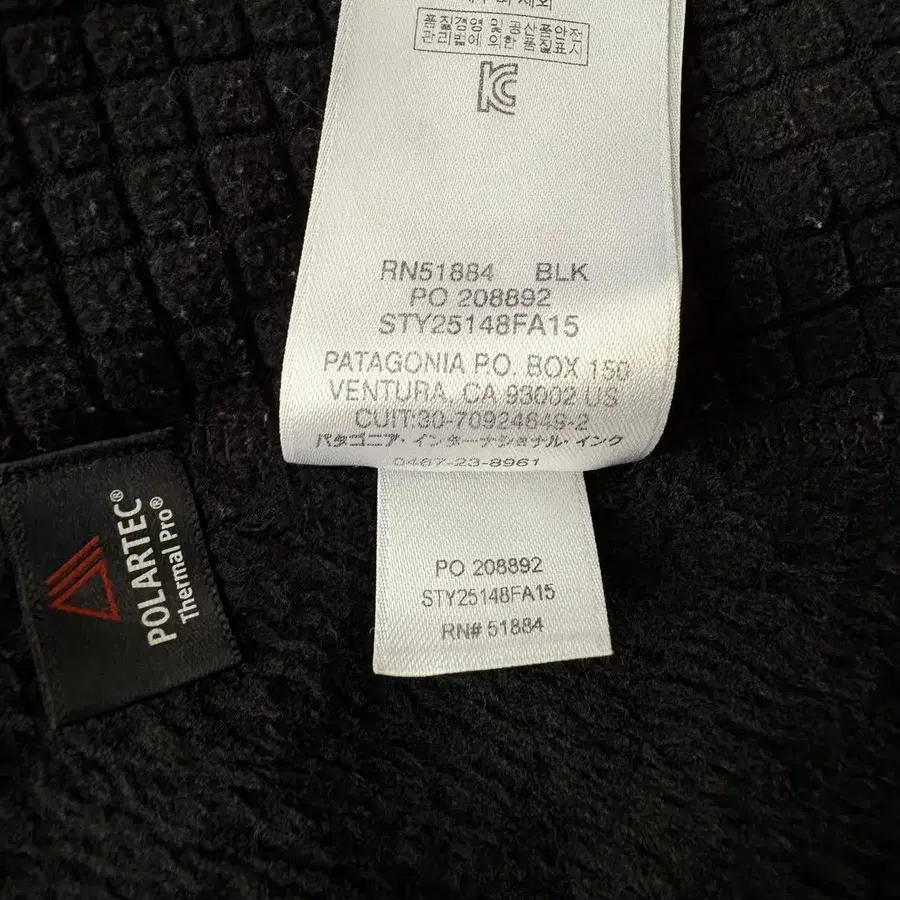 제외
품질경영 및 공산품안전
관리법에 의한 품질표시
RN51884 BLK
PO 208892
STY25148FA15
PATAGONIA P.O. BOX 150
VENTURA, CA 93002 US
CUIT:30-70924649-2
パタゴニア・インターナショナル・インク
0467-23-8961
PO 208892
STY25148FA15
RN# 51884
POLARTEC®
Thermal Pro®